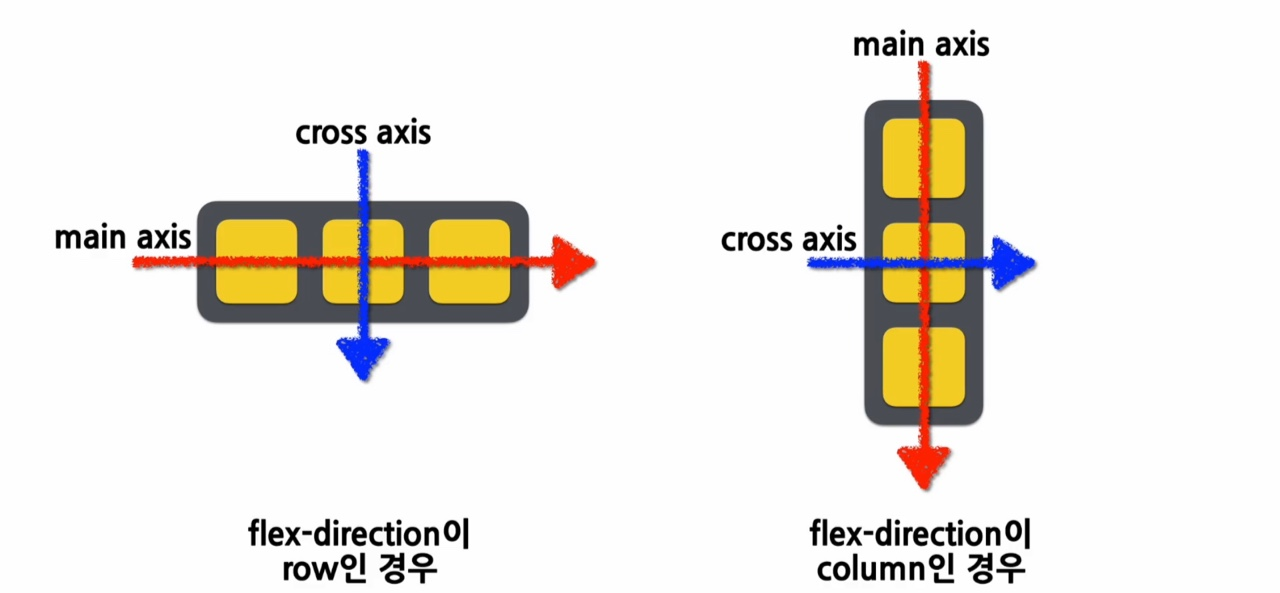 cross axis
main axis
flex-direction이
row인 경우
main axis
cross axis
flex-direction이
column인 경우